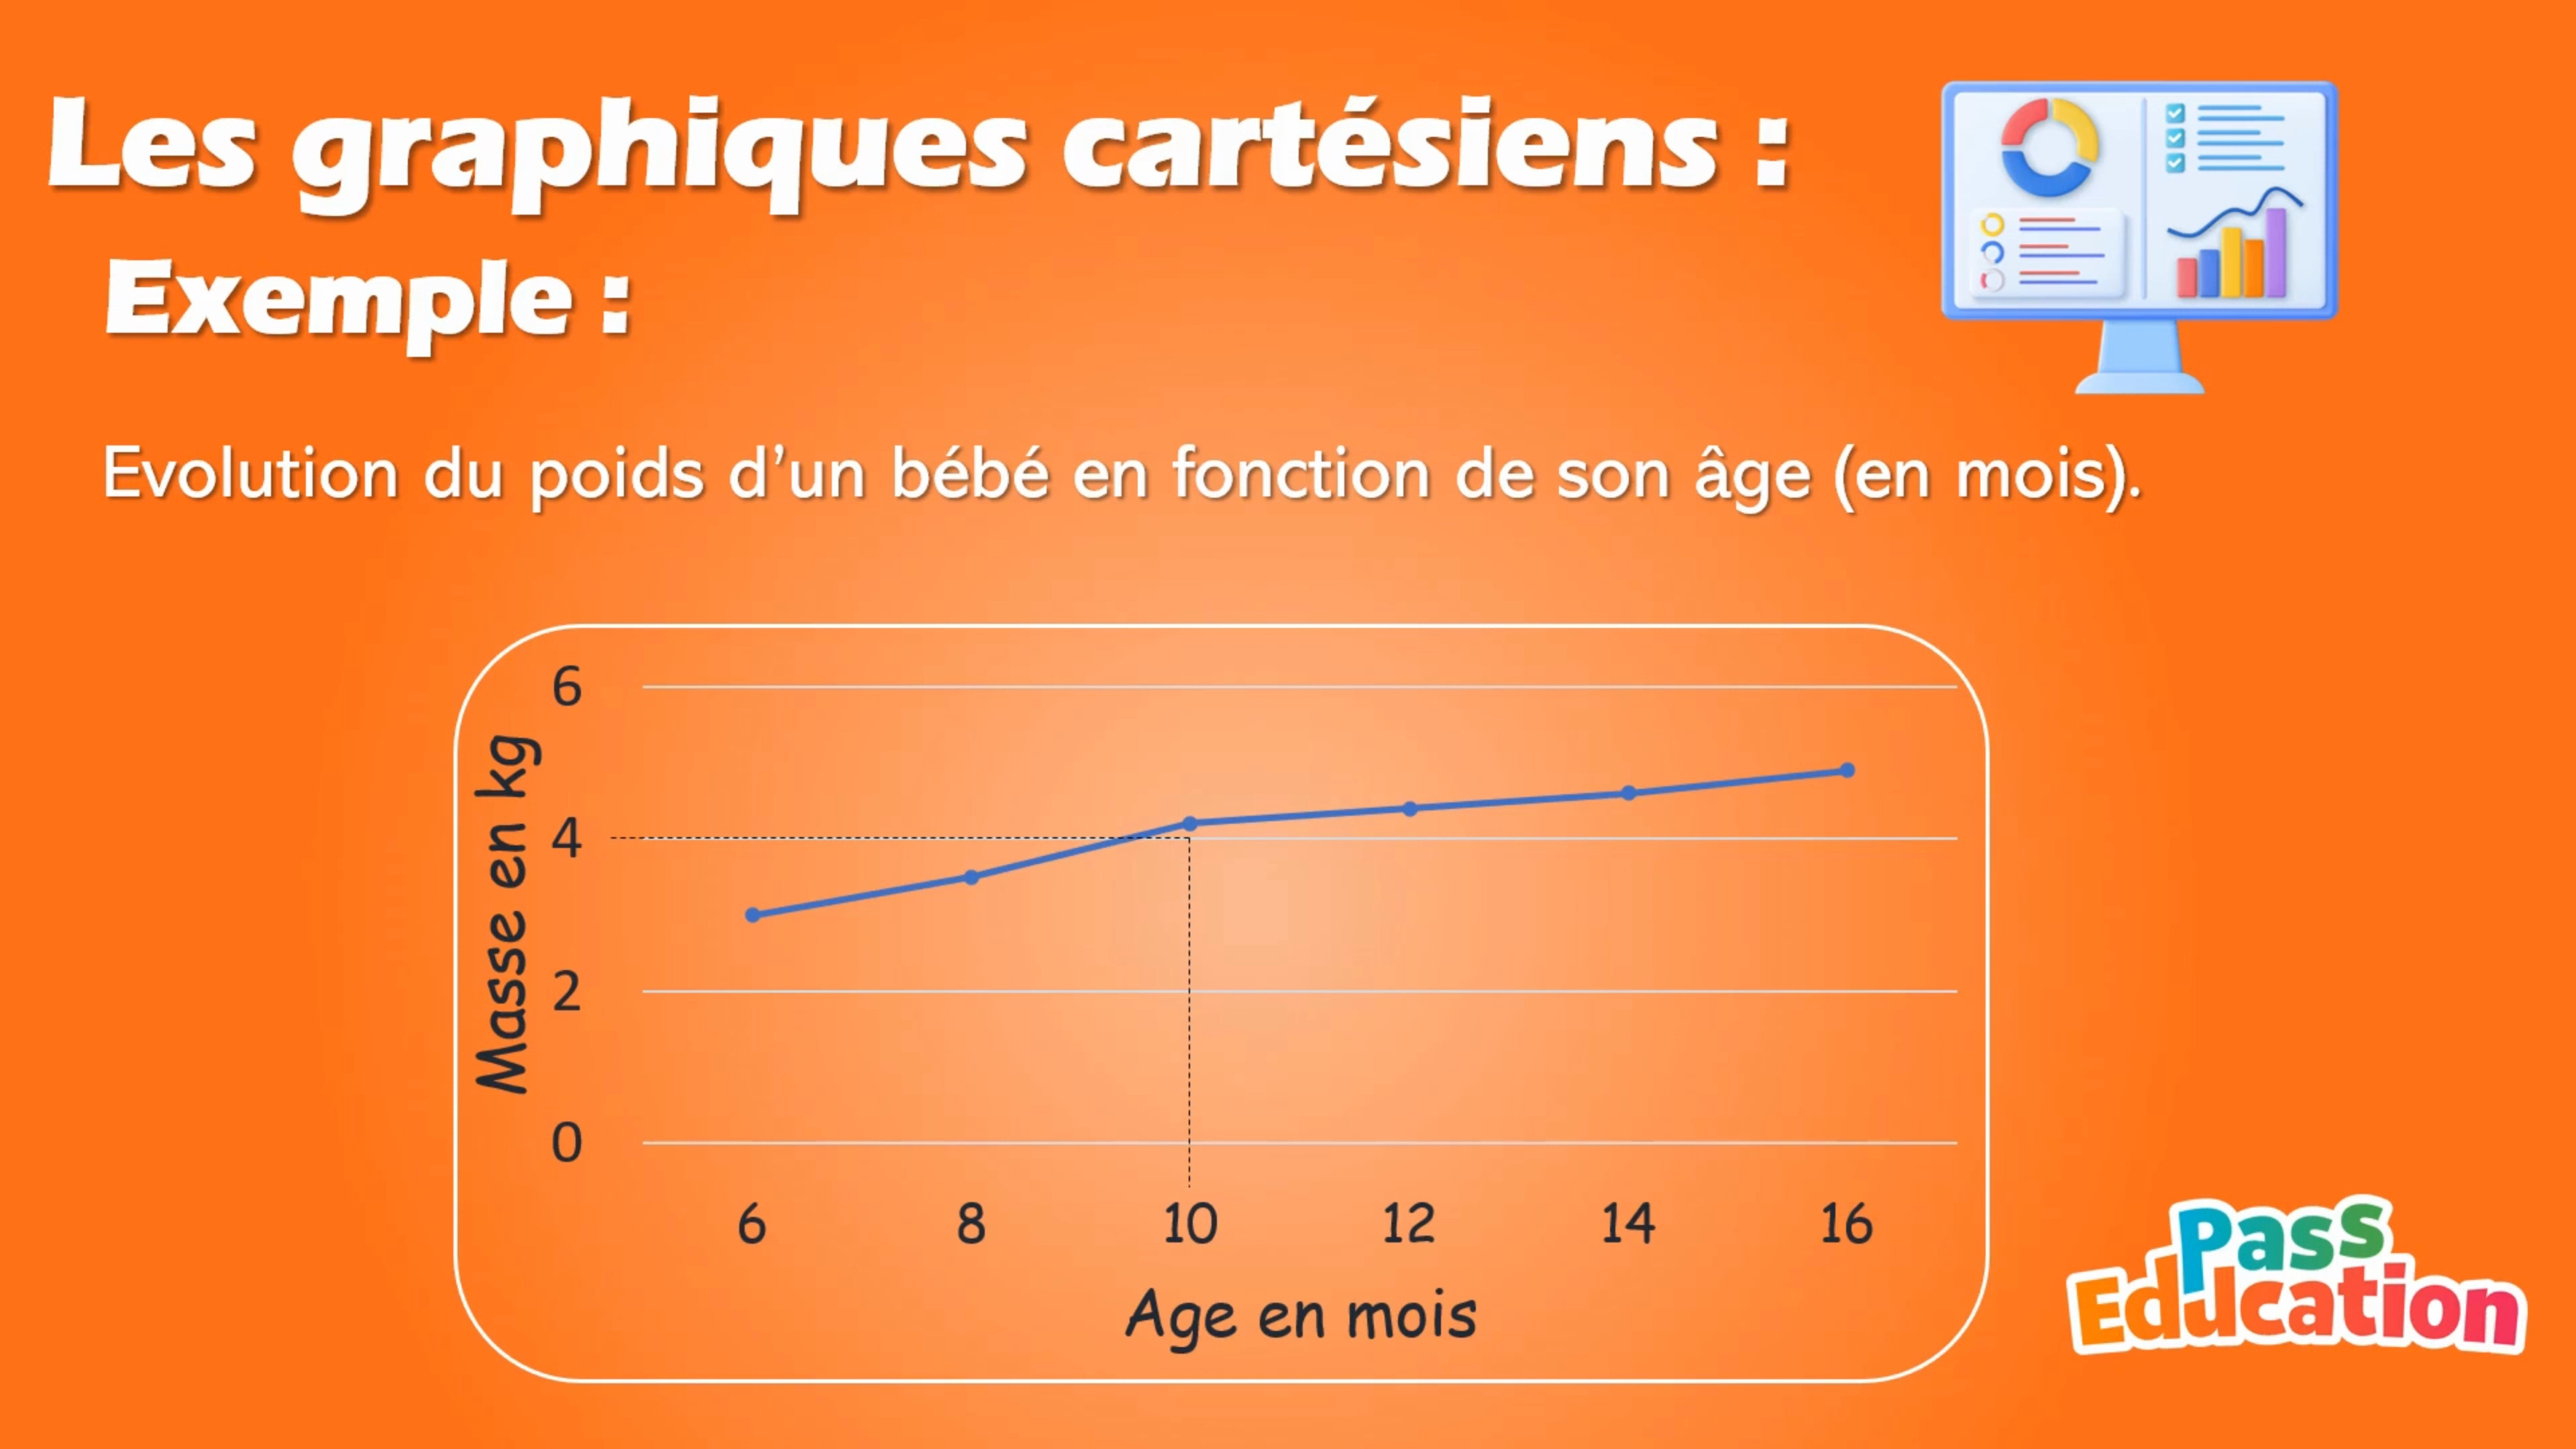 Les graphiques cartésiens :
Exemple :
Evolution du poids d’un bébé en fonction de son âge (en mois).
6
4
2
0
Masse en kg
6 8 10 12 14 16
Age en mois
Pass
Education